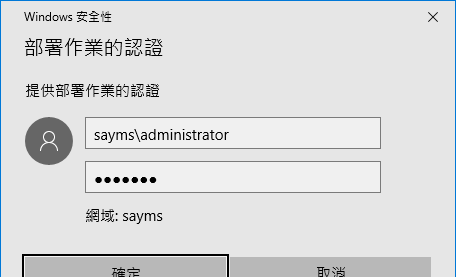 Windows 安全性
部署作業的認證
提供部署作業的認證
sayms\administrator
●●●●●●●
網域: sayms
確定
取消